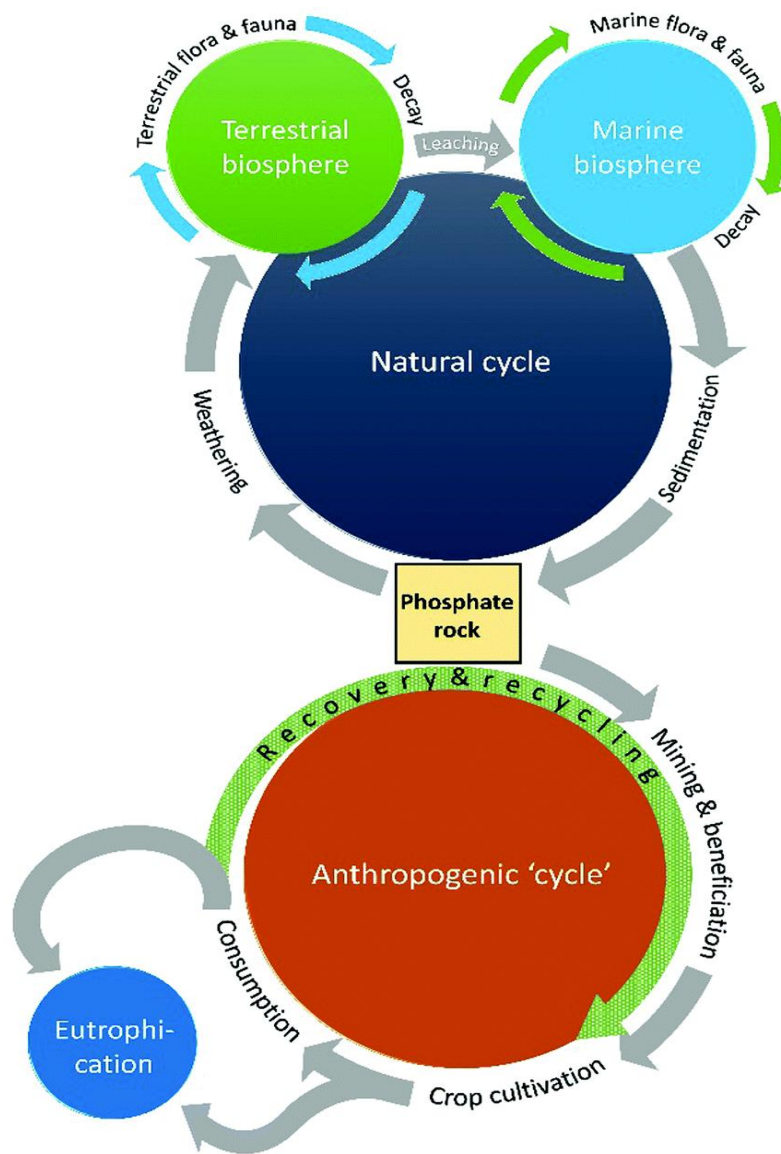 Terrestrial flora & fauna
Decay
Terrestrial
biosphere
Leaching
Marine flora & fauna
Marine
biosphere
Decay
Natural cycle
Weathering
Sedimentation
Phosphate
rock
Recovery & recycling
Mining & beneficiation
Anthropogenic ‘cycle’
Consumption
Eutrophi-
cation
Crop cultivation